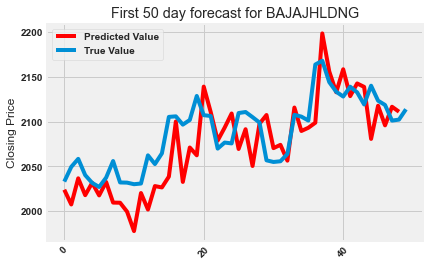 First 50 day forecast for BAJAJHLDNG
Predicted Value
True Value
Closing Price
2200
2150
2100
2050
2000
0
20
40